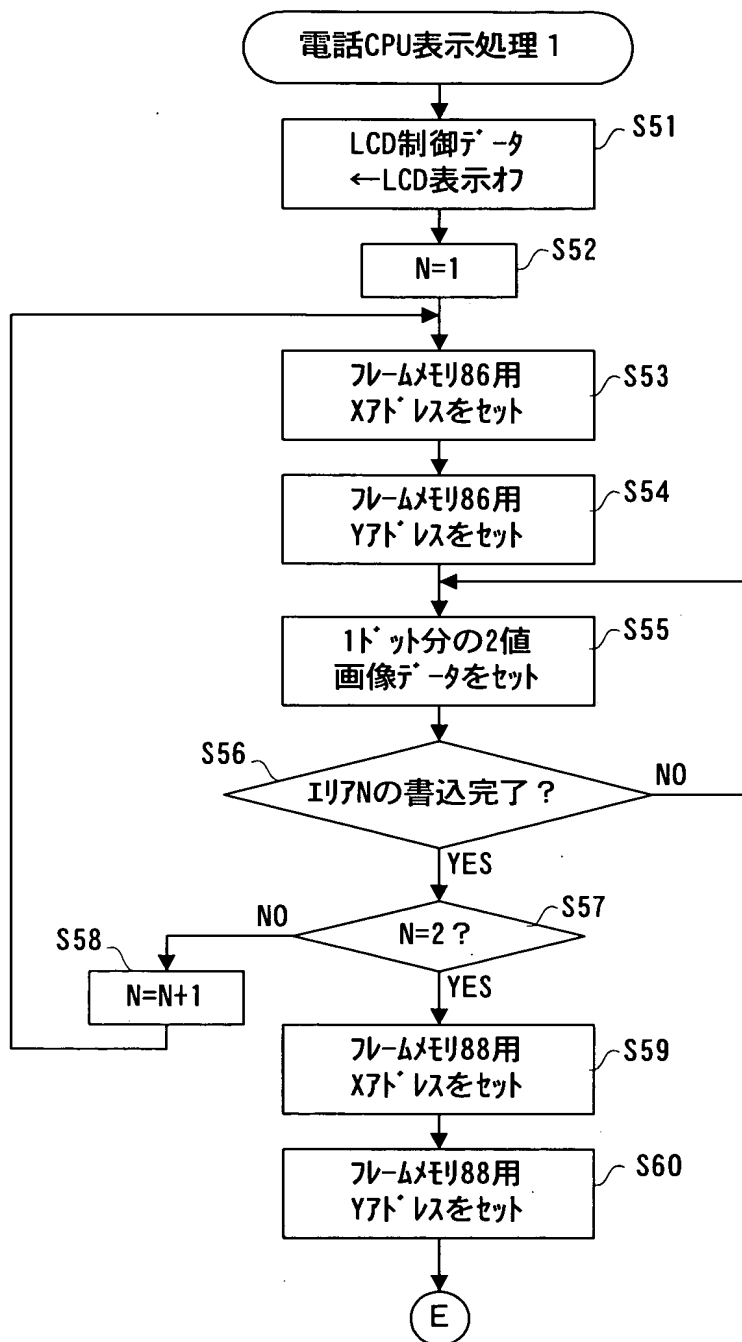 電話CPU表示処理1
S51
LCD制御ﾃﾞｰﾀ
←LCD表示ｵﾌ
S52
N=1
S53
ﾌﾚｰﾑﾒﾓﾘ86用
Xｱﾄﾞﾚｽをｾｯﾄ
S54
ﾌﾚｰﾑﾒﾓﾘ86用
Yｱﾄﾞﾚｽをｾｯﾄ
S55
1ﾄﾞｯﾄ分の2値
画像ﾃﾞｰﾀをｾｯﾄ
S56
ｴﾘｱNの書込完了?
NO
YES
S57
N=2?
NO
S58
N=N+1
YES
S59
ﾌﾚｰﾑﾒﾓﾘ88用
Xｱﾄﾞﾚｽをｾｯﾄ
S60
ﾌﾚｰﾑﾒﾓﾘ88用
Yｱﾄﾞﾚｽをｾｯﾄ
E